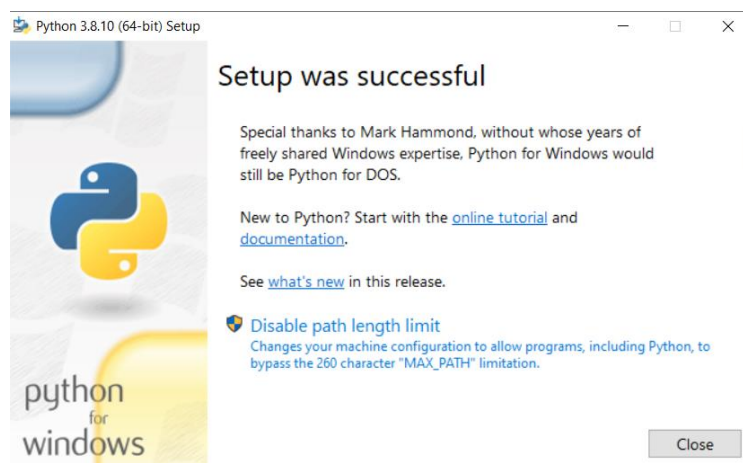 Python 3.8.10 (64-bit) Setup
Setup was successful
Special thanks to Mark Hammond, without whose years of
freely shared Windows expertise, Python for Windows would
still be Python for DOS.
New to Python? Start with the online tutorial and
documentation.
See what's new in this release.
Disable path length limit
Changes your machine configuration to allow programs, including Python, to
bypass the 260 character "MAX_PATH" limitation.
python
for
windows
Close